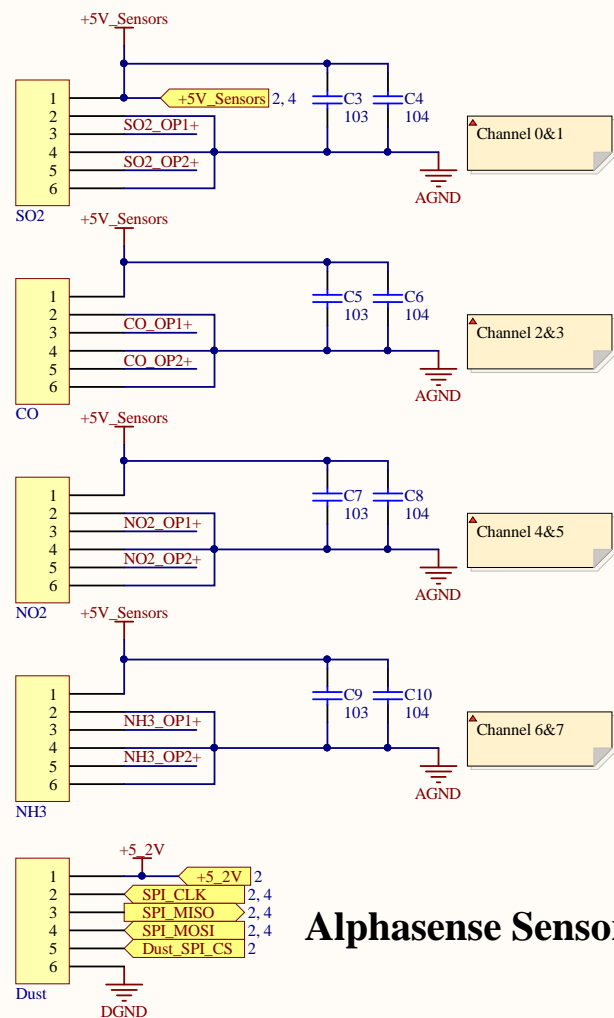 +5V_Sensors
1
+5V_Sensors 2, 4
C3 C4
103 104
2
SO2_OP1+
3
4
SO2_OP2+
5
6
SO2
AGND
Channel 0&1
+5V_Sensors
1
C5 C6
103 104
2
CO_OP1+
3
4
CO_OP2+
5
6
CO
AGND
Channel 2&3
+5V_Sensors
1
C7 C8
103 104
2
NO2_OP1+
3
4
NO2_OP2+
5
6
NO2
AGND
Channel 4&5
+5V_Sensors
1
C9 C10
103 104
2
NH3_OP1+
3
4
NH3_OP2+
5
6
NH3
AGND
Channel 6&7
+5_2V
1 +5_2V 2
2 SPI_CLK 2, 4
3 SPI_MISO 2, 4
4 SPI_MOSI 2, 4
5 Dust_SPI_CS 2
6
Dust
DGND
Alphasense Sensor